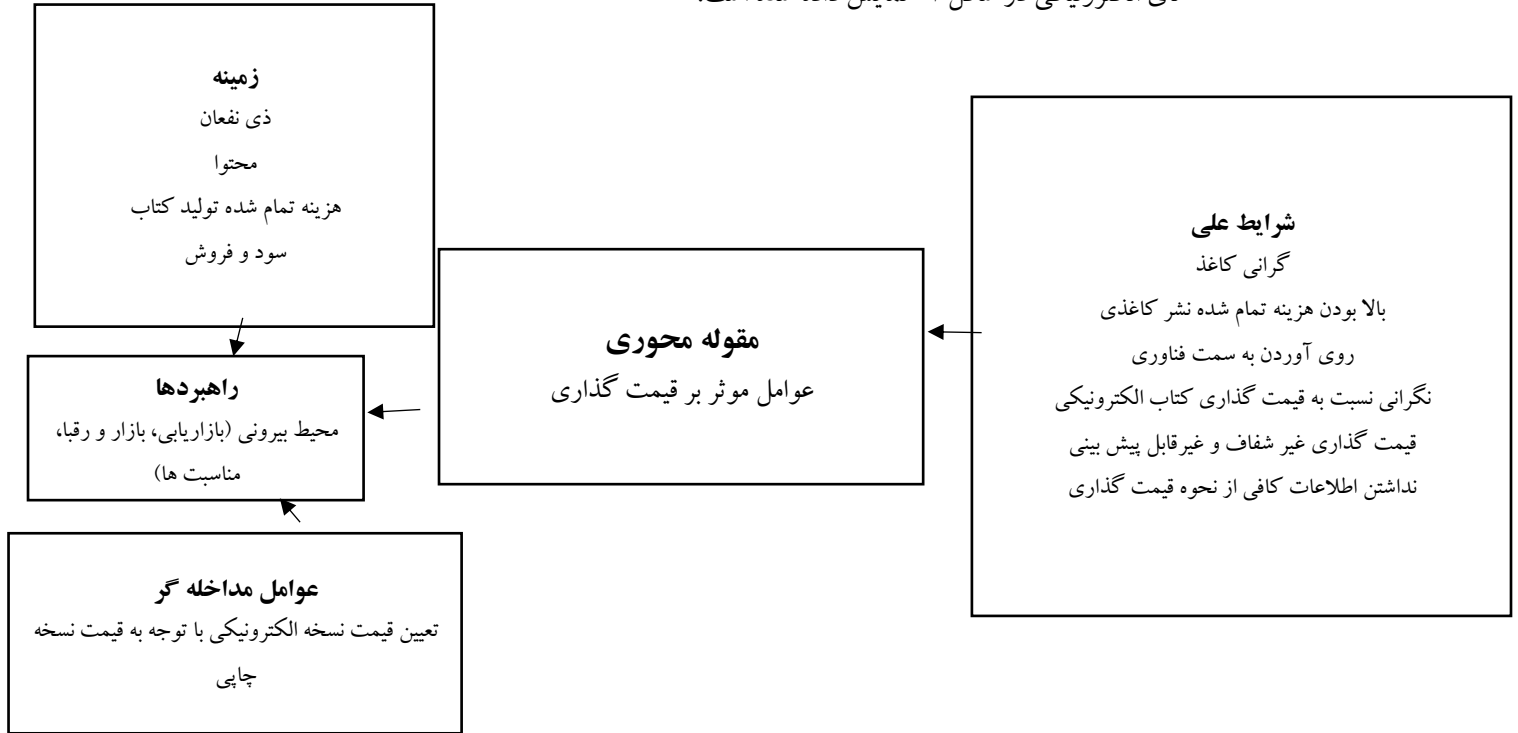 زمینه
ذی نفعان
محتوا
هزینه تمام شده تولید کتاب
سود و فروش
شرایط علی
گرانی کاغذ
بالا بودن هزینه تمام شده نشر کاغذی
روی آوردن به سمت فناوری
نگرانی نسبت به قیمت گذاری کتاب الکترونیکی
قیمت گذاری غیر شفاف و غیرقابل پیش بینی
نداشتن اطلاعات کافی از نحوه قیمت گذاری
مقوله محوری
عوامل موثر بر قیمت گذاری
راهبردها
محیط بیرونی (بازاریابی، بازار و رقبا،
مناسبت ها)
عوامل مداخله گر
تعیین قیمت نسخه الکترونیکی با توجه به قیمت نسخه
چاپی